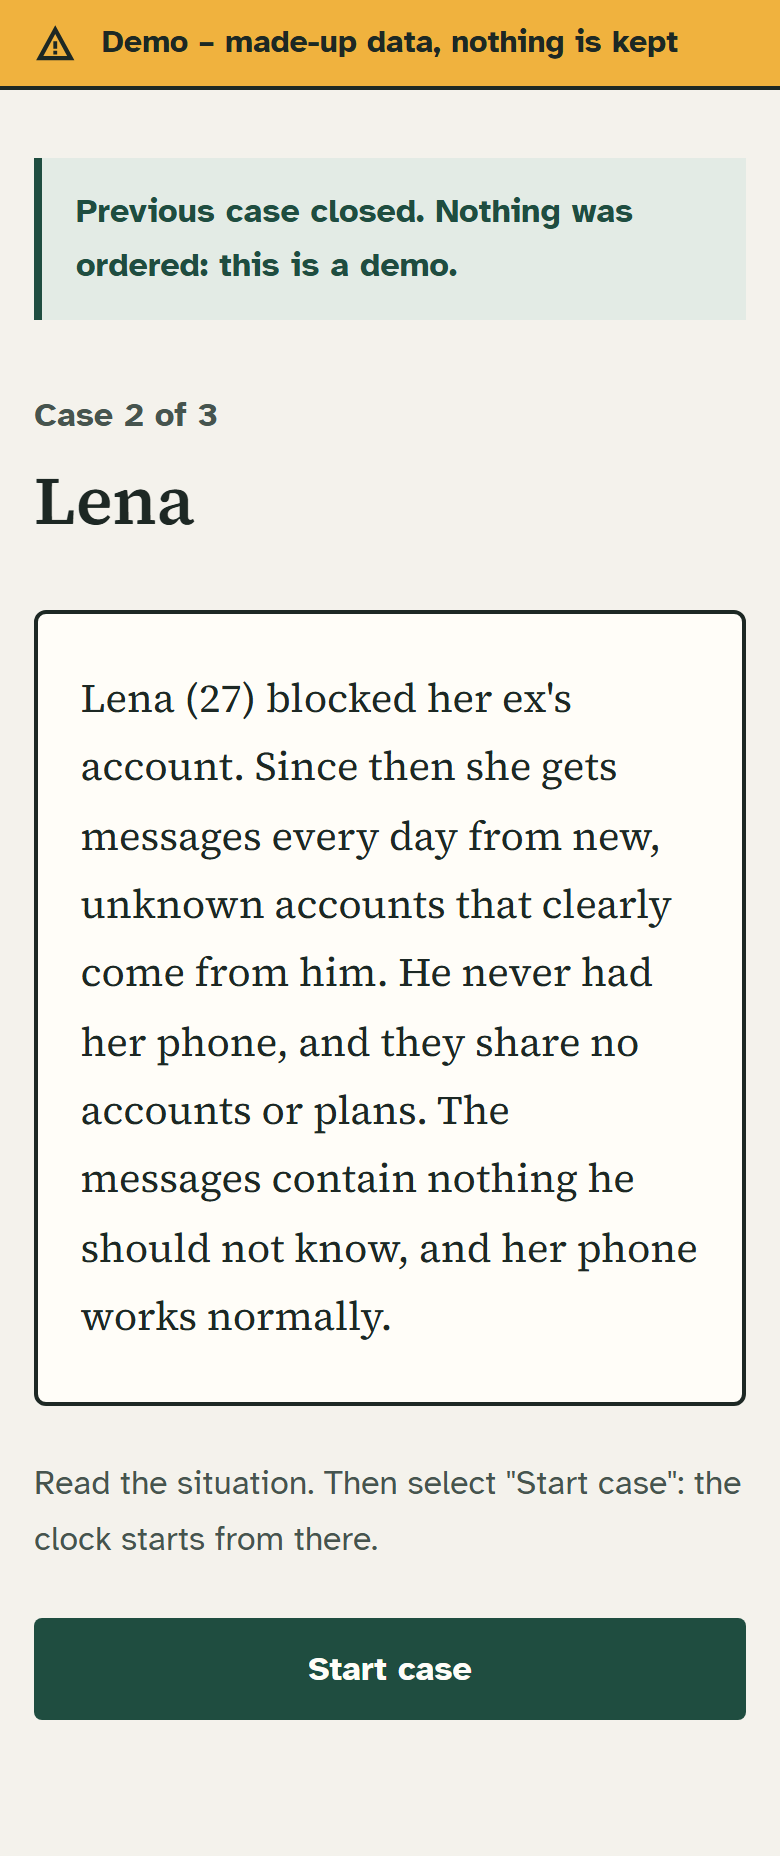 Demo – made-up data, nothing is kept
Previous case closed. Nothing was
ordered: this is a demo.
Case 2 of 3
Lena
Lena (27) blocked her ex's
account. Since then she gets
messages every day from new,
unknown accounts that clearly
come from him. He never had
her phone, and they share no
accounts or plans. The
messages contain nothing he
should not know, and her phone
works normally.
Read the situation. Then select "Start case": the
clock starts from there.
Start case